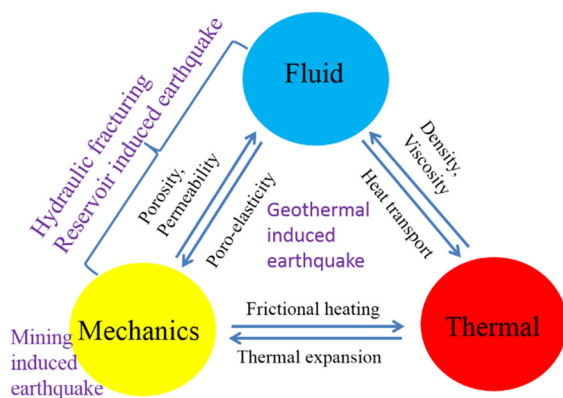 Fluid
Hydraulic fracturing
Reservoir induced earthquake
Porosity,
Permeability
Poro-elasticity
Density,
Viscosity
Heat transport
Geothermal
induced
earthquake
Mechanics
Mining
induced
earthquake
Frictional heating
Thermal expansion
Thermal